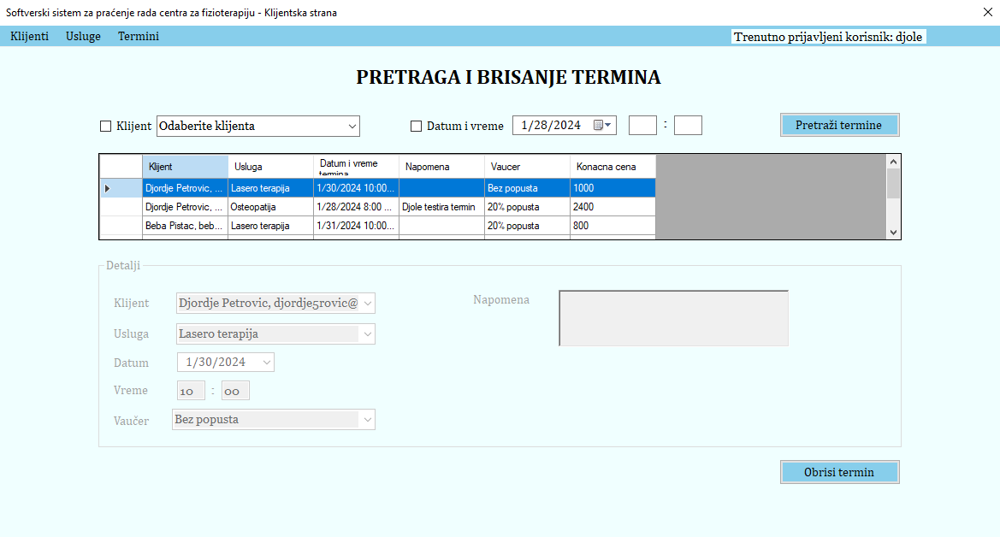 Softverski sistem za praćenje rada centra za fizioterapiju - Klijentska strana
Klijenti Usluge Termini Trenutno prijavljeni korisnik: djole
PRETRAGA I BRISANJE TERMINA
Klijent Odaberite klijenta Datum i vreme 1/28/2024 : Pretraži termine
Klijent Usluga Datum i vreme termina Napomena Vaucer Konacna cena
Djordje Petrovic, ... Lasero terapija 1/30/2024 10:00... Bez popusta 1000
Djordje Petrovic, ... Osteopatija 1/28/2024 8:00 ... Djole testira termin 20% popusta 2400
Beba Pistac, beb... Lasero terapija 1/31/2024 10:00... 20% popusta 800
Detalji
Klijent Djordje Petrovic, djordje5rovic@ Napomena
Usluga Lasero terapija
Datum 1/30/2024
Vreme 10 : 00
Vaučer Bez popusta
Obrisi termin